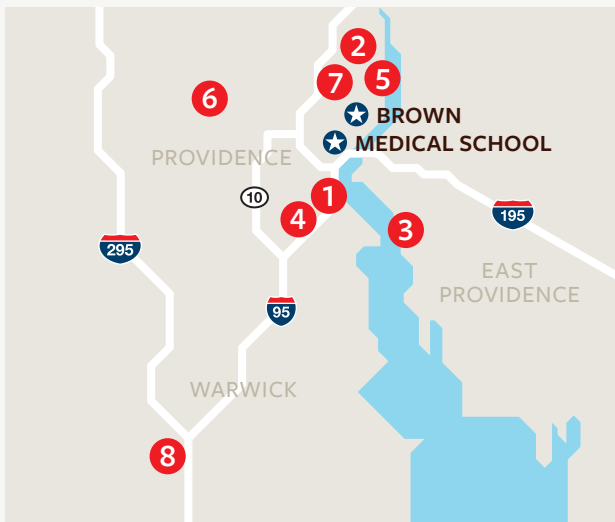 2
7
5
6
BROWN
MEDICAL SCHOOL
PROVIDENCE
10
1
4
195
3
295
EAST
PROVIDENCE
95
WARWICK
8